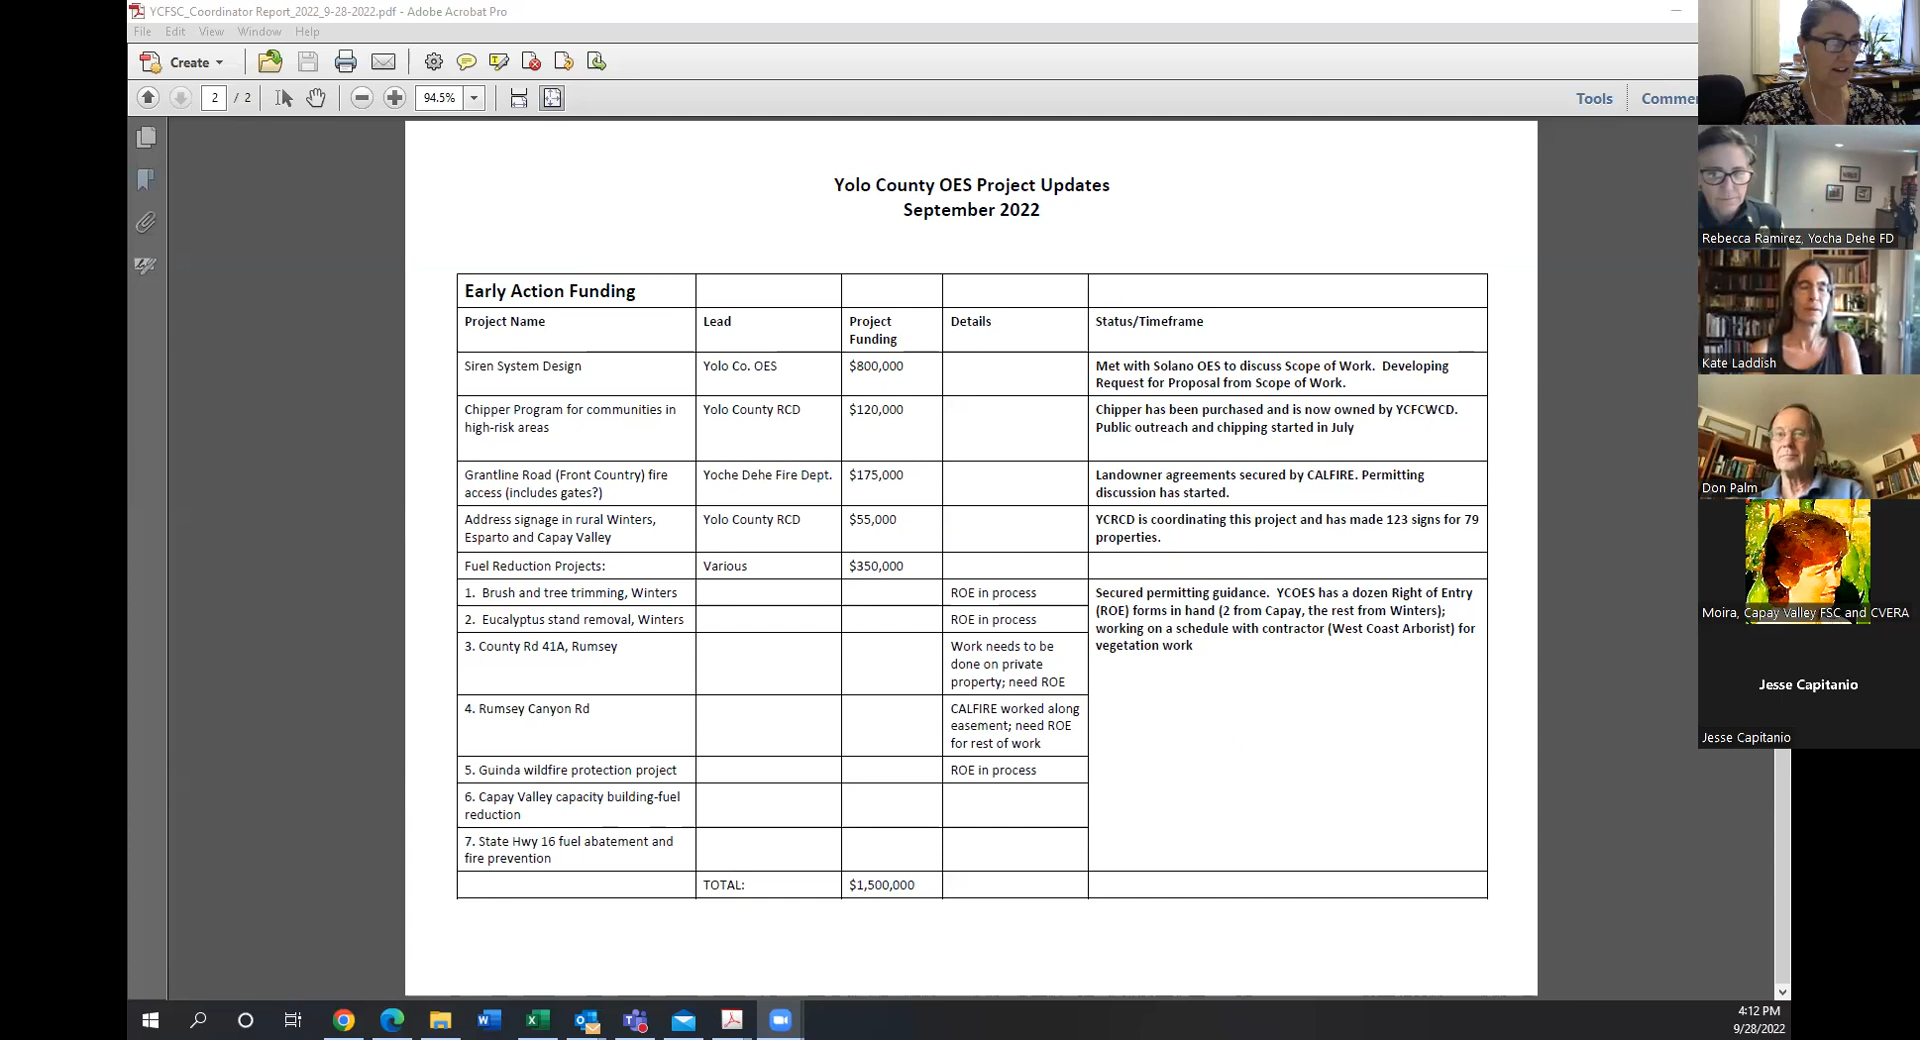 YCFSC_Coordinator Report_2022_9-28-2022.pdf - Adobe Acrobat Pro
File Edit View Window Help
Create
2 / 2 94.5% Tools Comme
Yolo County OES Project Updates
September 2022
Early Action Funding
Project Name Lead Project Details Status/Timeframe
Funding
Siren System Design Yolo Co. OES $800,000 Met with Solano OES to discuss Scope of Work. Developing
Request for Proposal from Scope of Work.
Chipper Program for communities in Yolo County RCD $120,000 Chipper has been purchased and is now owned by YCFCWCD.
high-risk areas Public outreach and chipping started in July
Grantline Road (Front Country) fire Yoche Dehe Fire Dept. $175,000 Landowner agreements secured by CALFIRE. Permitting
access (includes gates?) discussion has started.
Address signage in rural Winters, Yolo County RCD $55,000 YCRCD is coordinating this project and has made 123 signs for 79
Esparto and Capay Valley properties.
Fuel Reduction Projects: Various $350,000
1. Brush and tree trimming, Winters ROE in process Secured permitting guidance. YCOES has a dozen Right of Entry
(ROE) forms in hand (2 from Capay, the rest from Winters);
2. Eucalyptus stand removal, Winters ROE in process
working on a schedule with contractor (West Coast Arborist) for
vegetation work
3. County Rd 41A, Rumsey Work needs to be
done on private
property; need ROE
4. Rumsey Canyon Rd CALFIRE worked along
easement; need ROE
for rest of work
5. Guinda wildfire protection project ROE in process
6. Capay Valley capacity building-fuel
reduction
7. State Hwy 16 fuel abatement and
fire prevention
TOTAL: $1,500,000
Rebecca Ramirez, Yocha Dehe FD
Kate Laddish
Don Palm
Moira, Capay Valley FSC and CVERA
Jesse Capitanio
Jesse Capitanio
4:12 PM
9/28/2022